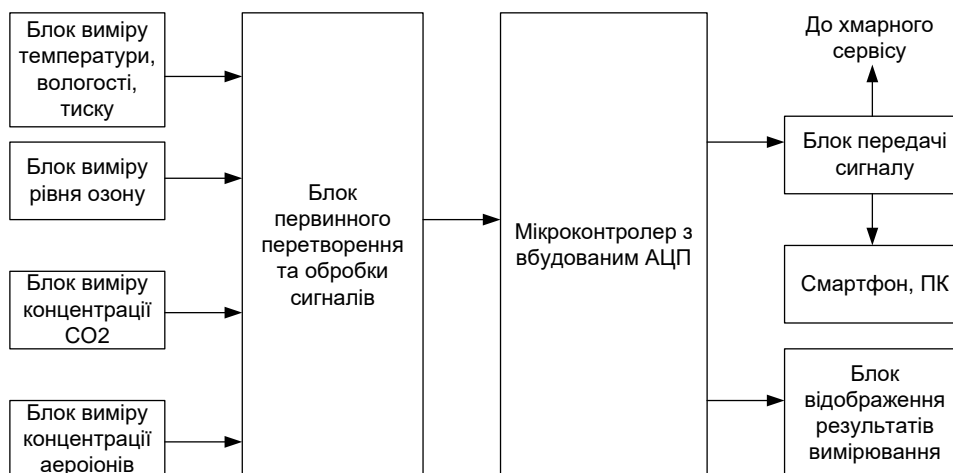 Блок виміру
температури,
вологості,
тиску
Блок виміру
рівня озону
Блок виміру
концентрації
СО2
Блок виміру
концентрації
аероіонів
Блок
первинного
перетворення
та обробки
сигналів
Мікроконтролер з
вбудованим АЦП
До хмарного
сервісу
Блок передачі
сигналу
Смартфон, ПК
Блок
відображення
результатів
вимірювання